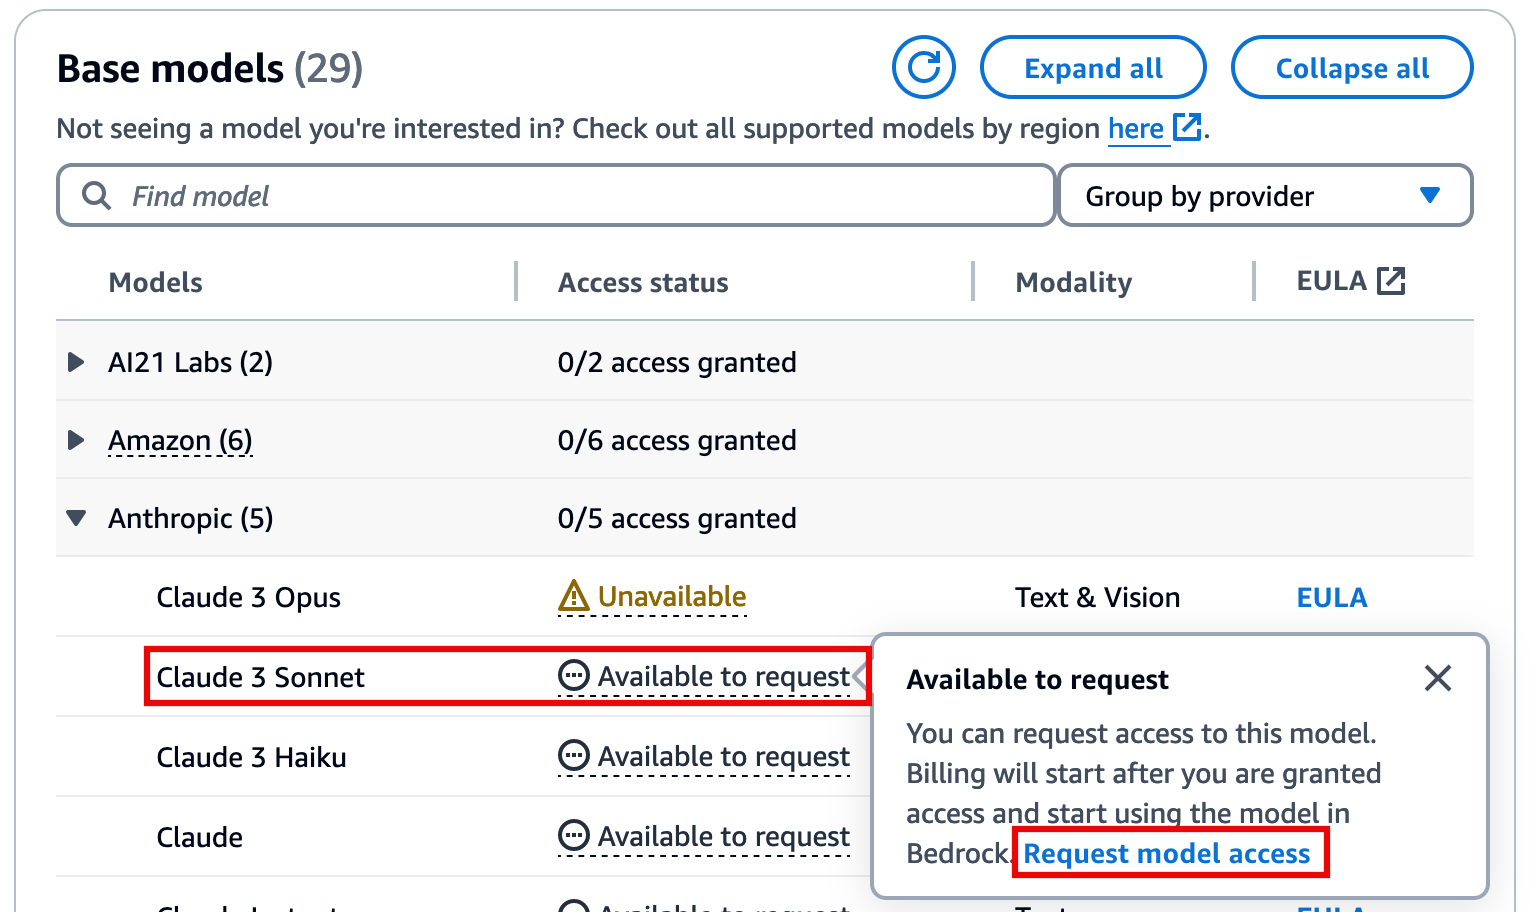 Base models (29)
Expand all
Collapse all
Not seeing a model you're interested in? Check out all supported models by region here.
Find model
Group by provider
Models Access status Modality EULA
AI21 Labs (2) 0/2 access granted
Amazon (6) 0/6 access granted
Anthropic (5) 0/5 access granted
Claude 3 Opus Unavailable Text & Vision EULA
Claude 3 Sonnet Available to request
Available to request
You can request access to this model.
Billing will start after you are granted
access and start using the model in
Bedrock. Request model access
Claude 3 Haiku Available to request
Claude Available to request